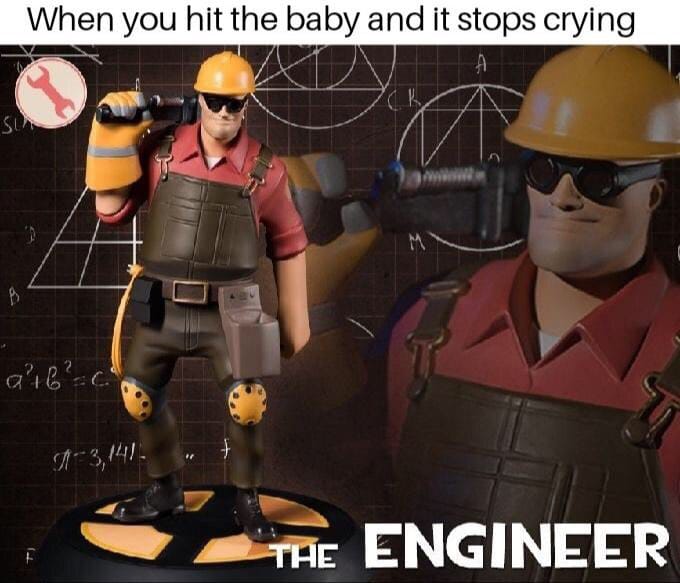 When you hit the baby and it stops crying
A
C K
M
B
a²+b²=c
π=3,141..
F
THE ENGINEER